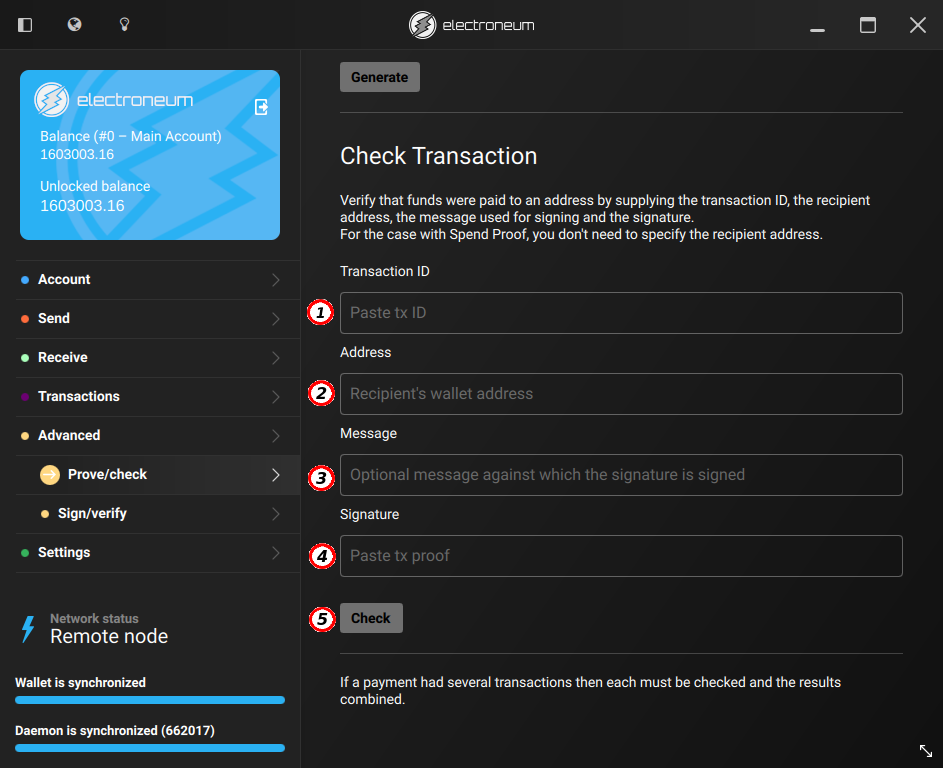 electroneum
electroneum
Balance (#0 – Main Account)
1603003.16
Unlocked balance
1603003.16
Account
Send
Receive
Transactions
Advanced
Prove/check
Sign/verify
Settings
Network status
Remote node
Wallet is synchronized
Daemon is synchronized (662017)
Generate
Check Transaction
Verify that funds were paid to an address by supplying the transaction ID, the recipient
address, the message used for signing and the signature.
For the case with Spend Proof, you don't need to specify the recipient address.
Transaction ID
1 Paste tx ID
Address
2 Recipient's wallet address
Message
3 Optional message against which the signature is signed
Signature
4 Paste tx proof
5 Check
If a payment had several transactions then each must be checked and the results
combined.